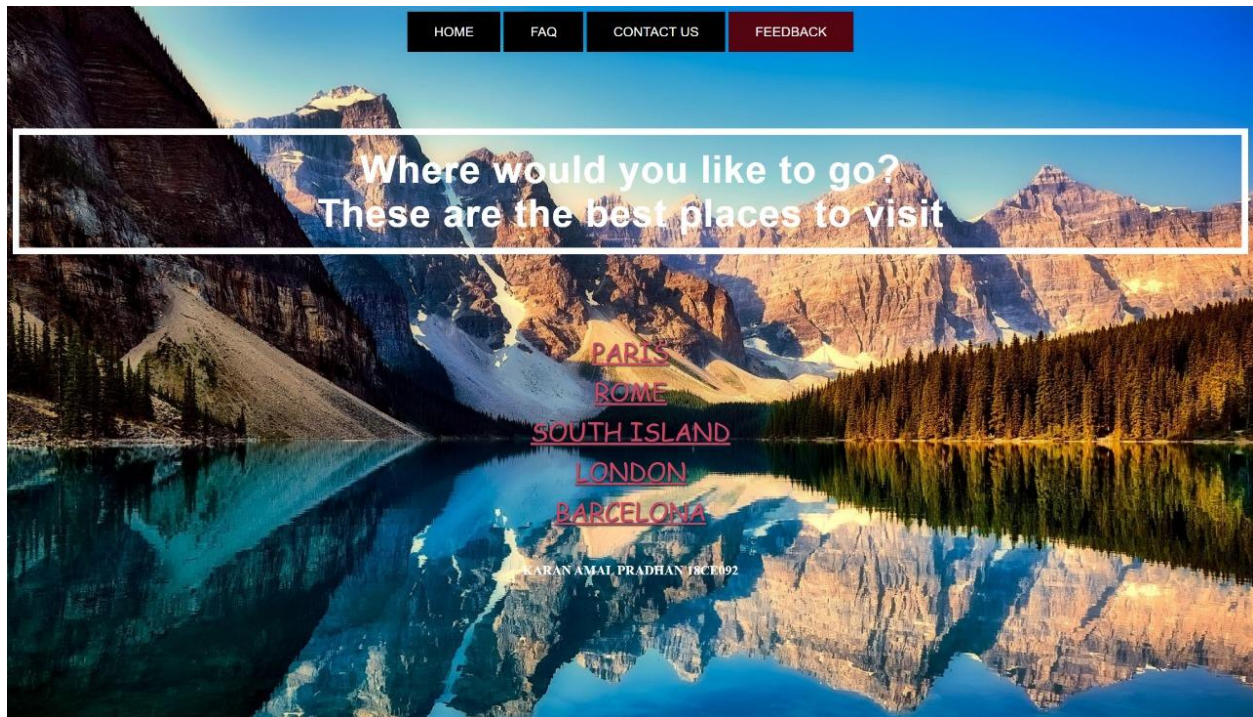 HOME FAQ CONTACT US FEEDBACK
Where would you like to go?
These are the best places to visit
PARIS
ROME
SOUTH ISLAND
LONDON
BARCELONA
KARAN AMAL PRADHAN 18CE092